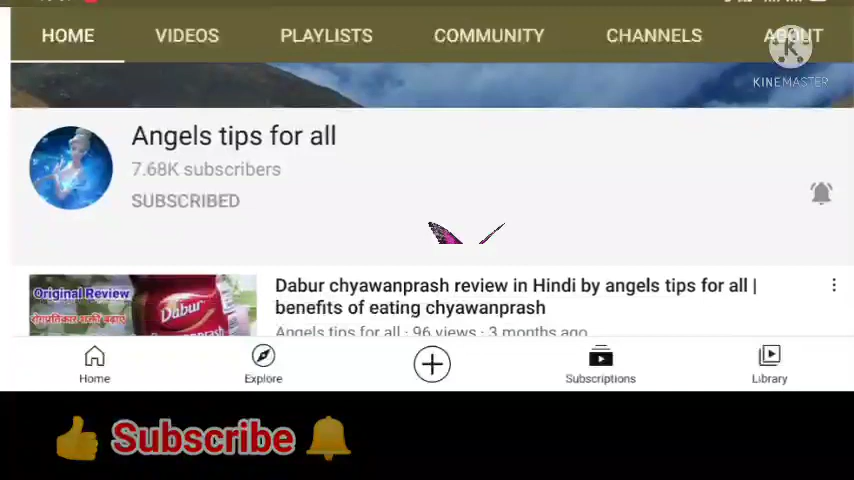 HOME VIDEOS PLAYLISTS COMMUNITY CHANNELS ABOUT
KINEMASTER
Angels tips for all
7.68K subscribers
SUBSCRIBED
Original Review
Dabur
Dabur chyawanprash review in Hindi by angels tips for all |
benefits of eating chyawanprash
Angels tips for all · 96 views · 3 months ago
Home Explore Subscriptions Library
Subscribe